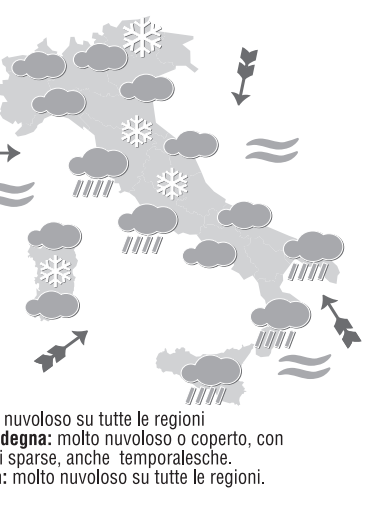 nuvoloso su tutte le regioni
degna: molto nuvoloso o coperto, con
i sparse, anche temporalesche.
: molto nuvoloso su tutte le regioni.